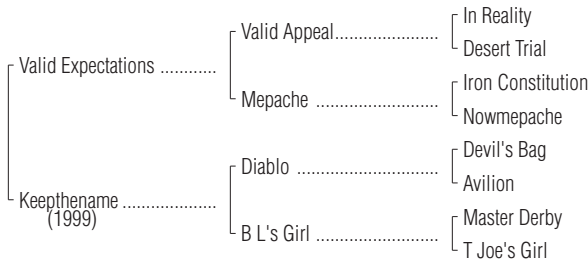 In Reality
Valid Appeal..................
Desert Trial
Valid Expectations ............
Iron Constitution
Mepache .....................
Nowmepache
Devil's Bag
Diablo ........................
Avilion
Keepthename ....................
(1999)
Master Derby
B L's Girl .....................
T Joe's Girl